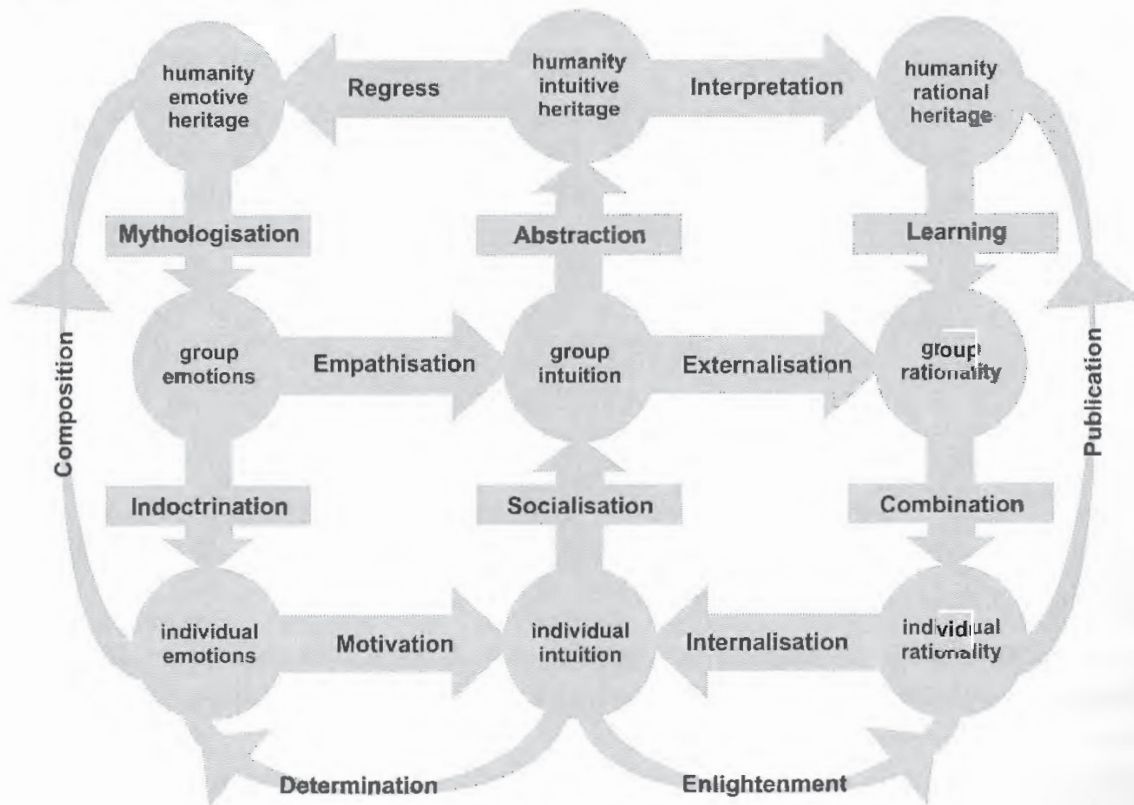 humanity
emotive
heritage
Regress
humanity
intuitive
heritage
Interpretation
humanity
rational
heritage
Mythologisation
Abstraction
Learning
Composition
group
emotions
Empathisation
group
intuition
Externalisation
group
rationality
Publication
Indoctrination
Socialisation
Combination
individual
emotions
Motivation
individual
intuition
Internalisation
individual
rationality
Determination
Enlightenment